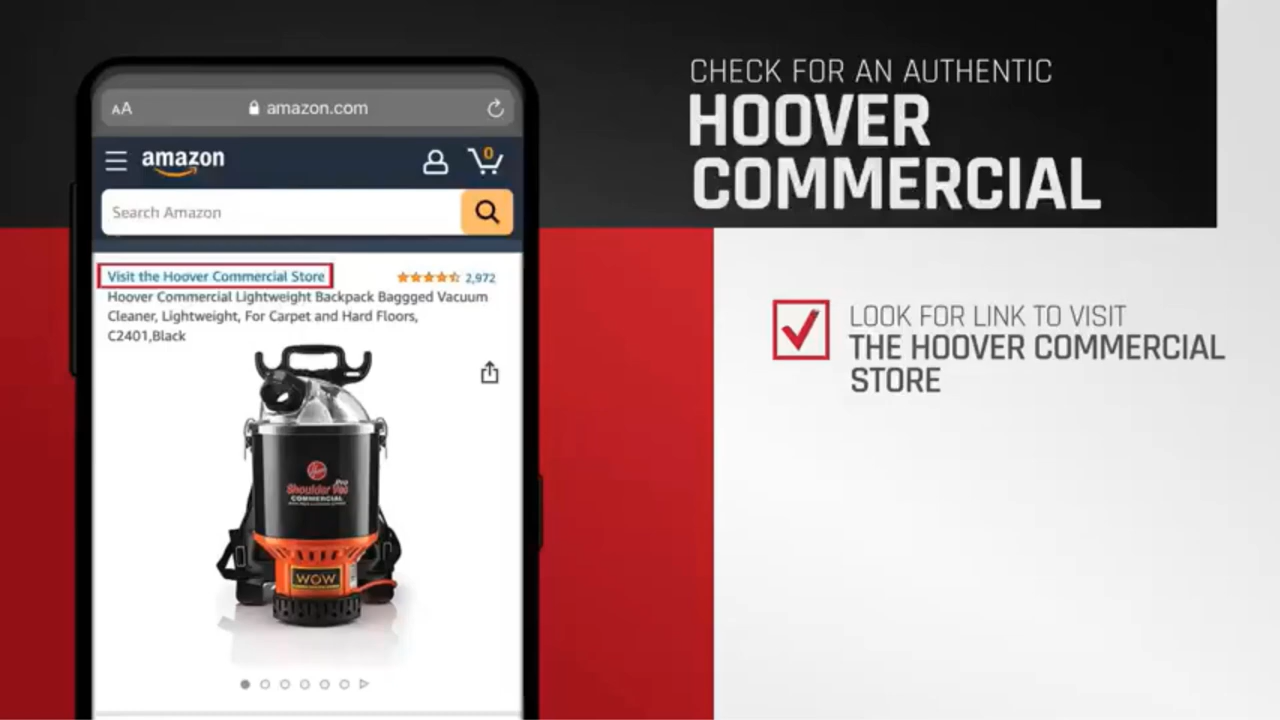 CHECK FOR AN AUTHENTIC
HOOVER
COMMERCIAL
AA
amazon.com
amazon
0
Search Amazon
Visit the Hoover Commercial Store
2,972
Hoover Commercial Lightweight Backpack Baggged Vacuum
Cleaner, Lightweight, For Carpet and Hard Floors,
C2401,Black
Hoover
Pro
Shoulder Vac
COMMERCIAL
WOW
LOOK FOR LINK TO VISIT
THE HOOVER COMMERCIAL
STORE